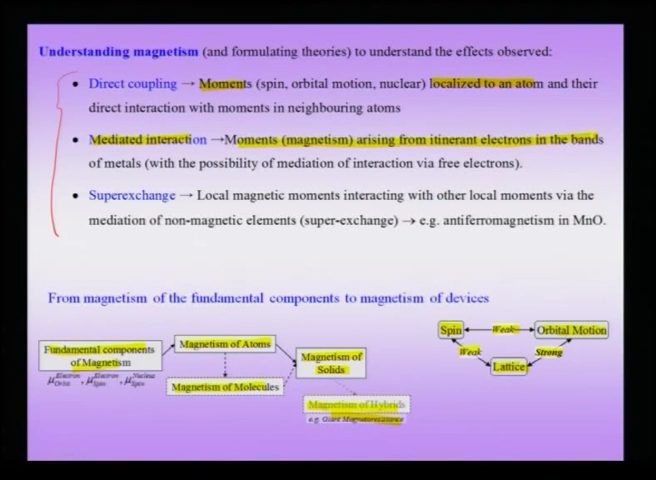 Understanding magnetism (and formulating theories) to understand the effects observed:
• Direct coupling → Moments (spin, orbital motion, nuclear) localized to an atom and their
direct interaction with moments in neighbouring atoms
• Mediated interaction →Moments (magnetism) arising from itinerant electrons in the bands
of metals (with the possibility of mediation of interaction via free electrons).
• Superexchange → Local magnetic moments interacting with other local moments via the
mediation of non-magnetic elements (super-exchange) → e.g. antiferromagnetism in MnO.
From magnetism of the fundamental components to magnetism of devices
Fundamental components
of Magnetism
Magnetism of Atoms
Magnetism of Molecules
Magnetism of
Solids
Magnetism of Hybrids
e.g. Giant Magnetoresistance
Spin
Weak
Orbital Motion
Weak
Strong
Lattice